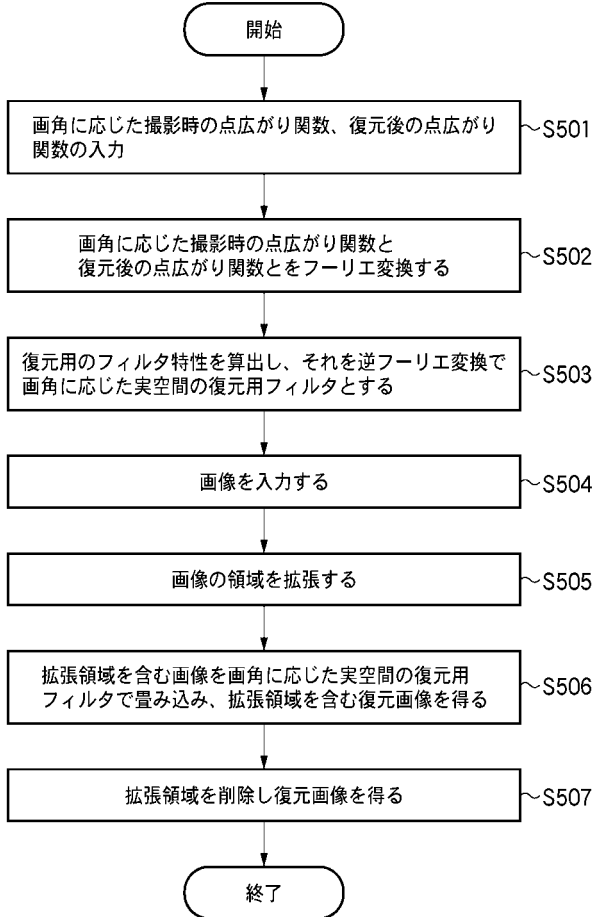 開始
画角に応じた撮影時の点広がり関数、復元後の点広がり
関数の入力
S501
画角に応じた撮影時の点広がり関数と
復元後の点広がり関数とをフーリエ変換する
S502
復元用のフィルタ特性を算出し、それを逆フーリエ変換で
画角に応じた実空間の復元用フィルタとする
S503
画像を入力する
S504
画像の領域を拡張する
S505
拡張領域を含む画像を画角に応じた実空間の復元用
フィルタで畳み込み、拡張領域を含む復元画像を得る
S506
拡張領域を削除し復元画像を得る
S507
終了